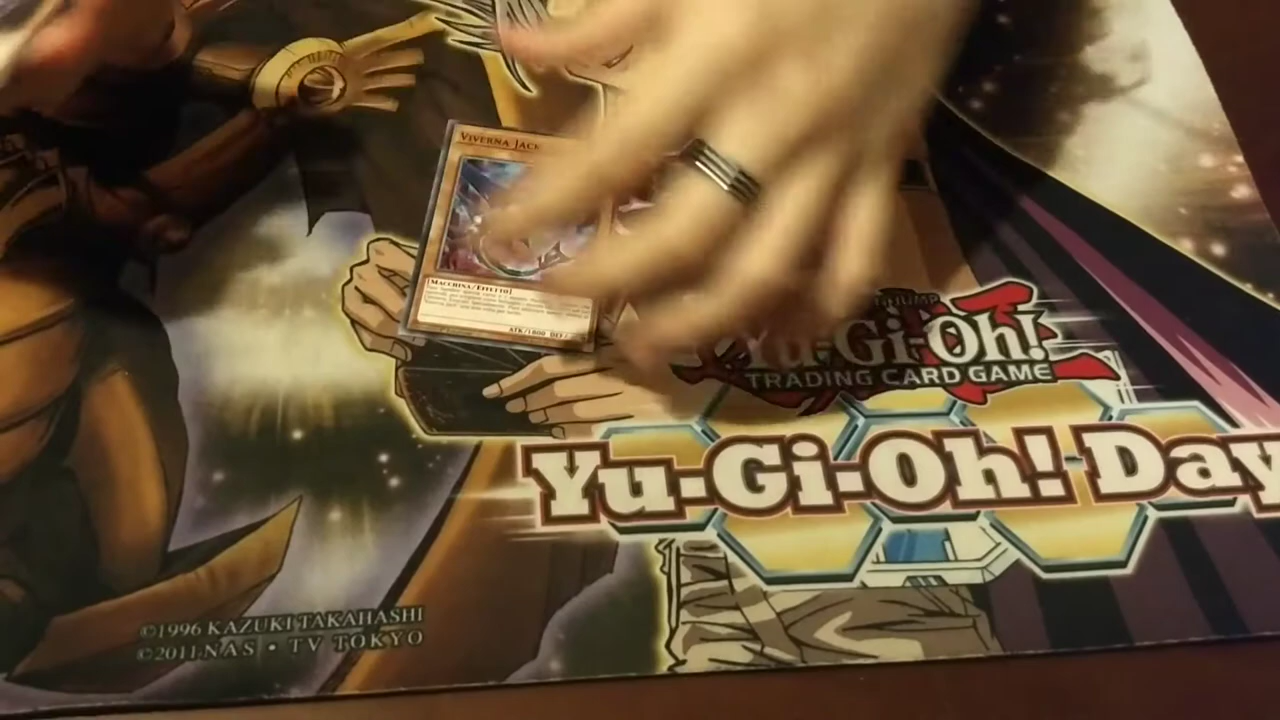 VIVERNA JACK
[MACCHINA/EFFETTO]
ATK/1800 DEF/
JUMP
Yu-Gi-Oh!
TRADING CARD GAME
Yu-Gi-Oh! Day
©1996 KAZUKI TAKAHASHI
©2011 NAS • TV TOKYO